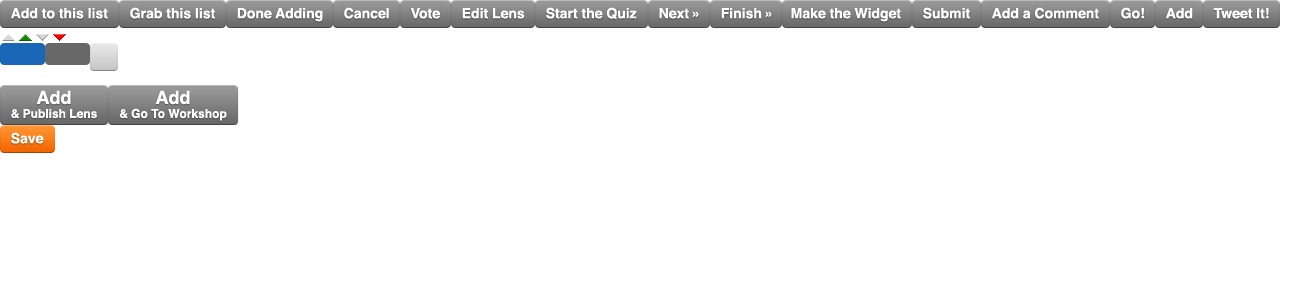 Add to this list Grab this list Done Adding Cancel Vote Edit Lens Start the Quiz Next » Finish » Make the Widget Submit Add a Comment Go! Add Tweet It!
Add Add
& Publish Lens & Go To Workshop
Save